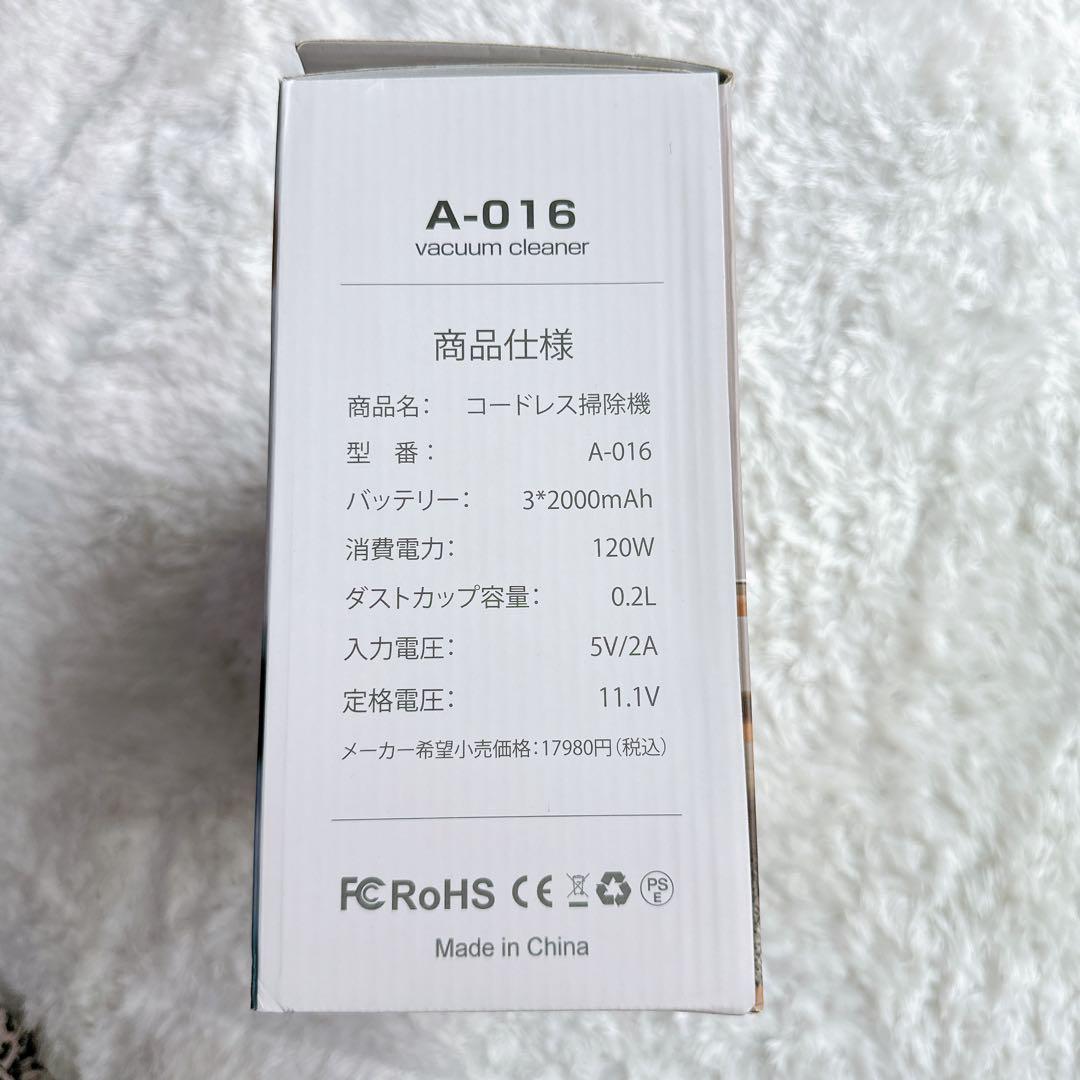 A-016
vacuum cleaner
商品仕様
商品名: コードレス掃除機
型 番: A-016
バッテリー: 3*2000mAh
消費電力: 120W
ダストカップ容量: 0.2L
入力電圧: 5V/2A
定格電圧: 11.1V
メーカー希望小売価格:17980円(税込)
FC RoHS CE PSE
Made in China